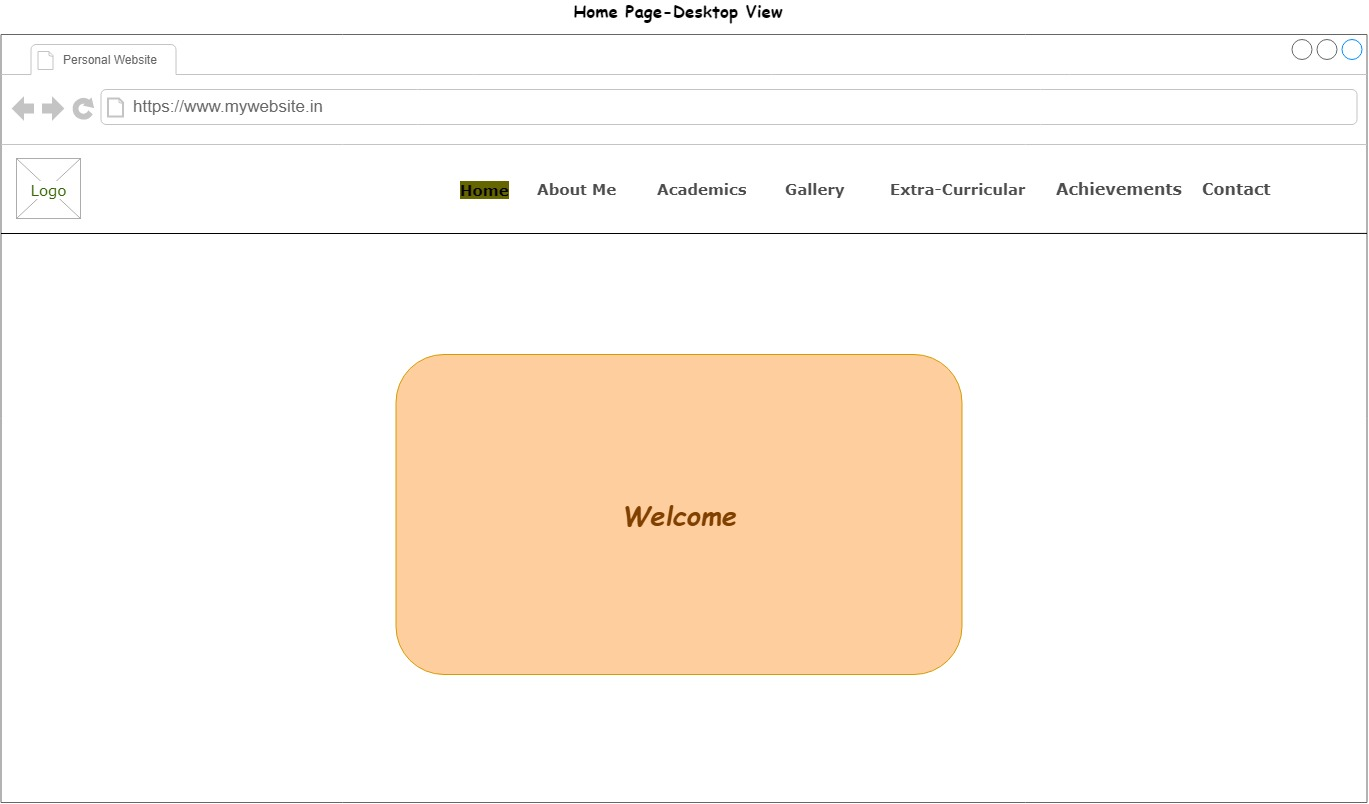 Home Page-Desktop View
Personal Website
https://www.mywebsite.in
Logo
Home About Me Academics Gallery Extra-Curricular Achievements Contact
Welcome